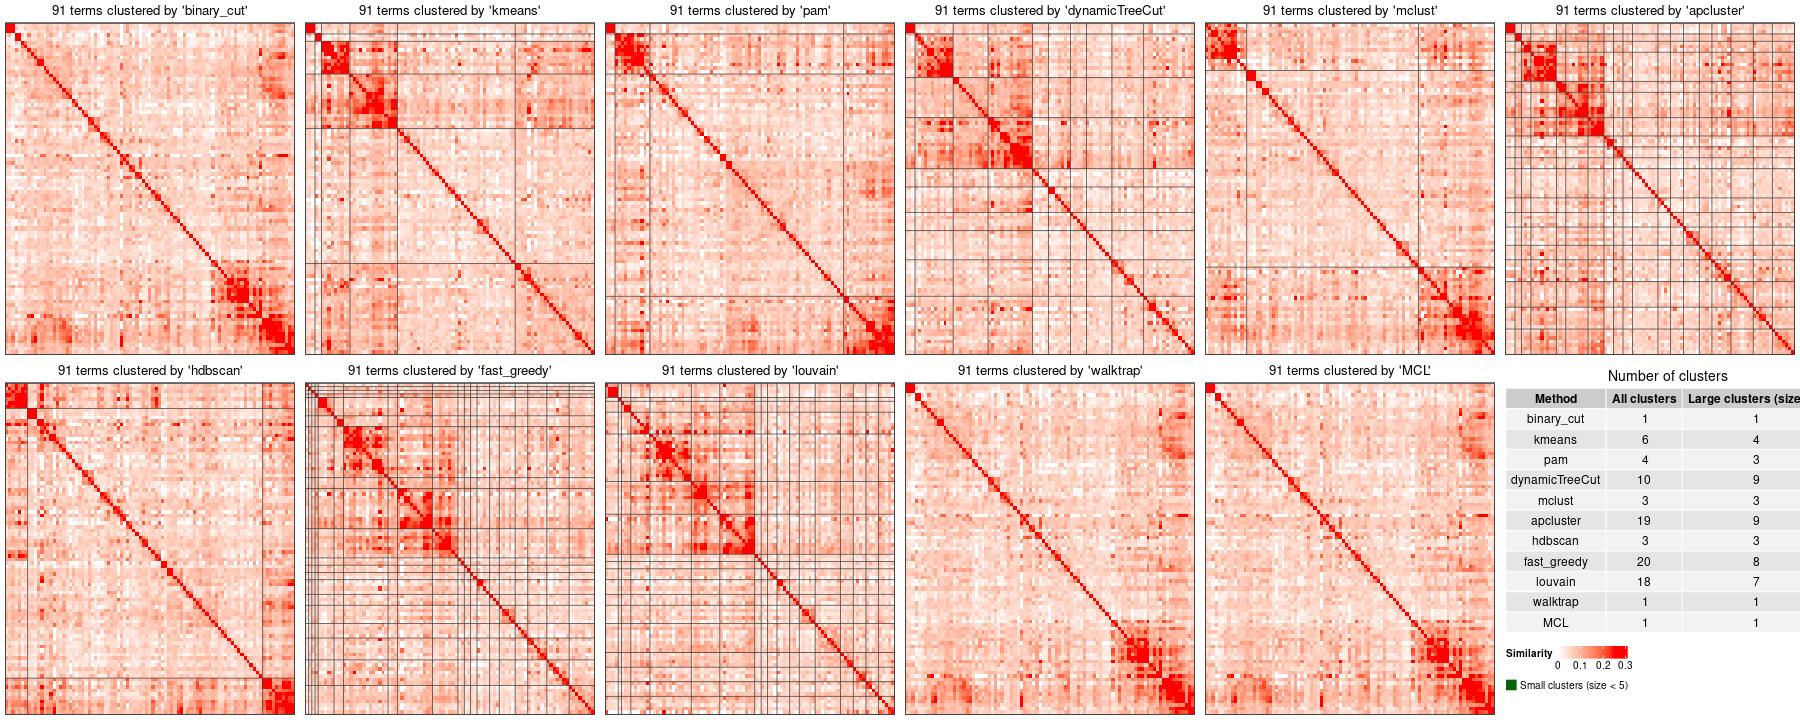 91 terms clustered by 'binary_cut'
91 terms clustered by 'kmeans'
91 terms clustered by 'pam'
91 terms clustered by 'dynamicTreeCut'
91 terms clustered by 'mclust'
91 terms clustered by 'apcluster'
91 terms clustered by 'hdbscan'
91 terms clustered by 'fast_greedy'
91 terms clustered by 'louvain'
91 terms clustered by 'walktrap'
91 terms clustered by 'MCL'
Number of clusters
Method All clusters Large clusters (size
binary_cut 1 1
kmeans 6 4
pam 4 3
dynamicTreeCut 10 9
mclust 3 3
apcluster 19 9
hdbscan 3 3
fast_greedy 20 8
louvain 18 7
walktrap 1 1
MCL 1 1
Similarity
0 0.1 0.2 0.3
Small clusters (size < 5)